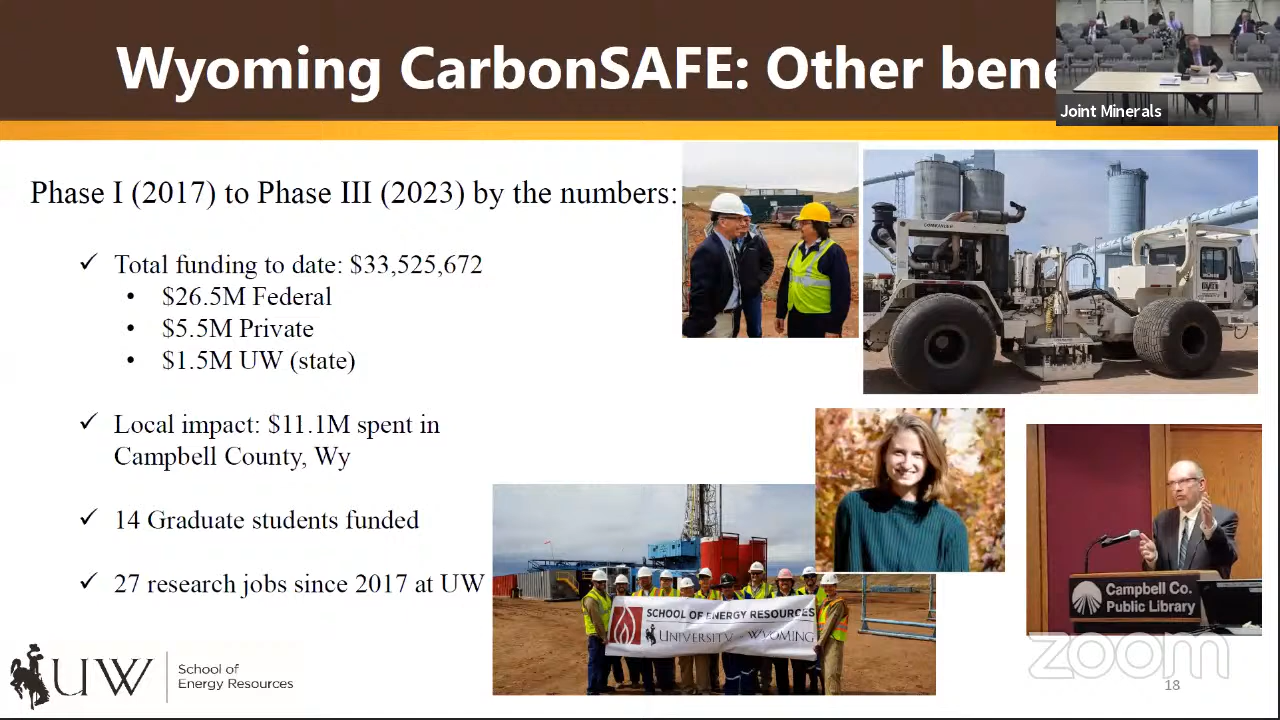 Wyoming CarbonSAFE: Other bene
Joint Minerals
Phase I (2017) to Phase III (2023) by the numbers:
✓ Total funding to date: $33,525,672
• $26.5M Federal
• $5.5M Private
• $1.5M UW (state)
✓ Local impact: $11.1M spent in
Campbell County, Wy
✓ 14 Graduate students funded
✓ 27 research jobs since 2017 at UW
SCHOOL OF ENERGY RESOURCES
UNIVERSITY OF WYOMING
Campbell Co.
Public Library
UW
School of
Energy Resources
zoom
18